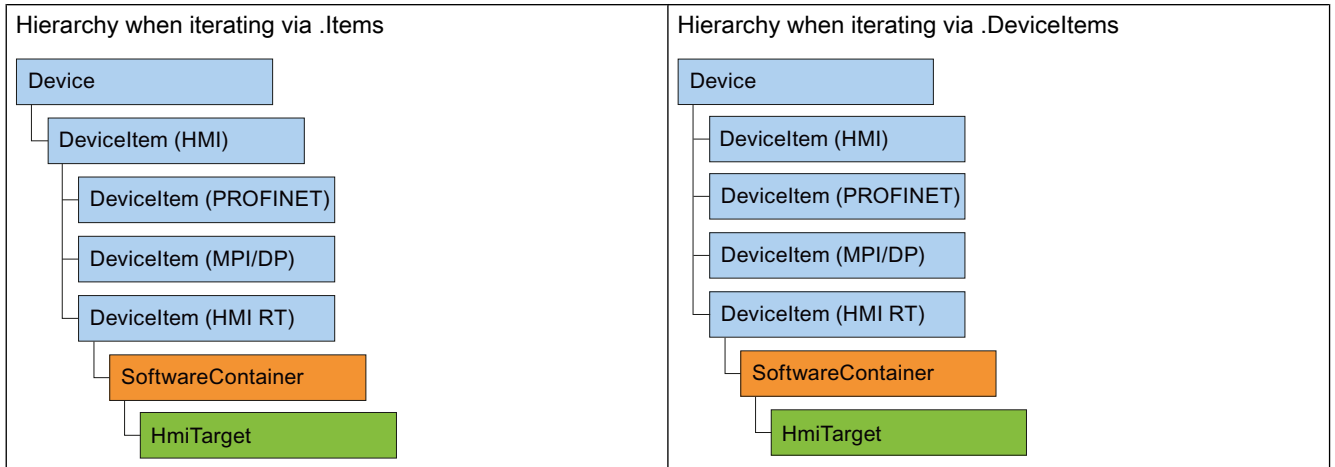 Hierarchy when iterating via .Items
Device
DeviceItem (HMI)
DeviceItem (PROFINET)
DeviceItem (MPI/DP)
DeviceItem (HMI RT)
SoftwareContainer
HmiTarget
Hierarchy when iterating via .DeviceItems
Device
DeviceItem (HMI)
DeviceItem (PROFINET)
DeviceItem (MPI/DP)
DeviceItem (HMI RT)
SoftwareContainer
HmiTarget